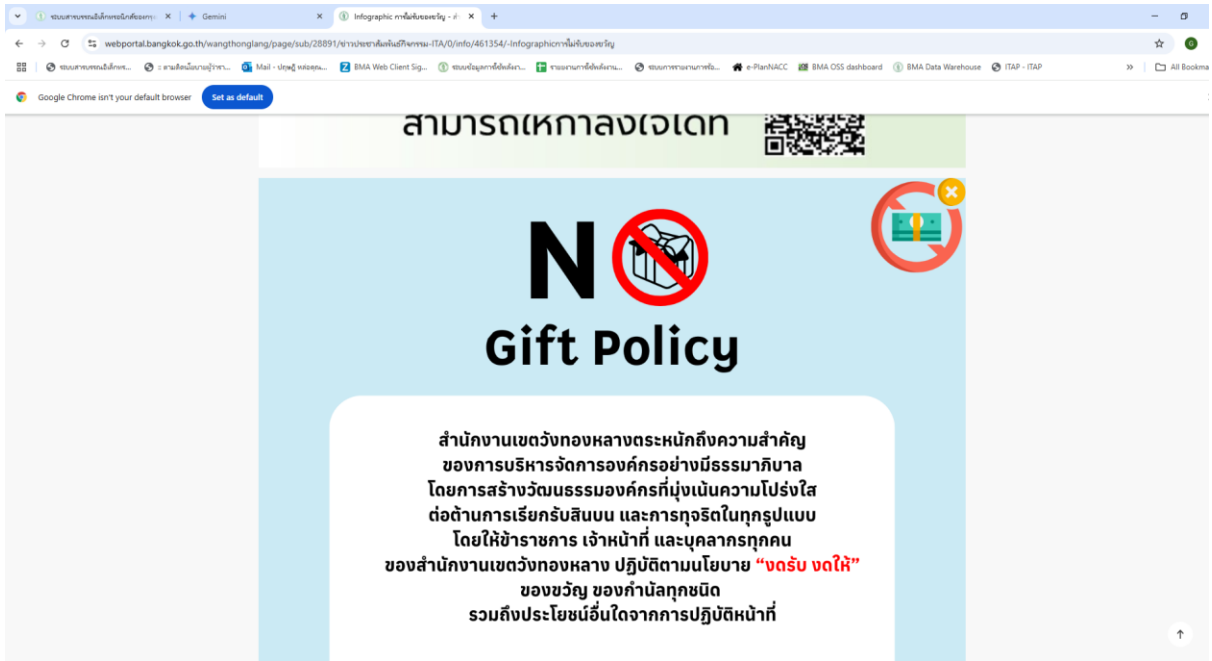 Gemini
Infographic การไม่รับของขวัญ - สำ
webportal.bangkok.go.th/wangthonglang/page/sub/28891/ข่าวประชาสัมพันธ์กิจกรรม-ITA/0/info/461354/-Infographicการไม่รับของขวัญ
BMA Web Client Sig...
e-PlanNACC
BMA OSS dashboard
BMA Data Warehouse
ITAP - ITAP
All Bookma
Google Chrome isn't your default browser
Set as default
สามารถให้กำลังใจได้ที่
N
Gift Policy
สำนักงานเขตวังทองหลางตระหนักถึงความสำคัญ
ของการบริหารจัดการองค์กรอย่างมีธรรมาภิบาล
โดยการสร้างวัฒนธรรมองค์กรที่มุ่งเน้นความโปร่งใส
ต่อต้านการเรียกรับสินบน และการทุจริตในทุกรูปแบบ
โดยให้ข้าราชการ เจ้าหน้าที่ และบุคลากรทุกคน
ของสำนักงานเขตวังทองหลาง ปฏิบัติตามนโยบาย “งดรับ งดให้”
ของขวัญ ของกำนัลทุกชนิด
รวมถึงประโยชน์อื่นใดจากการปฏิบัติหน้าที่